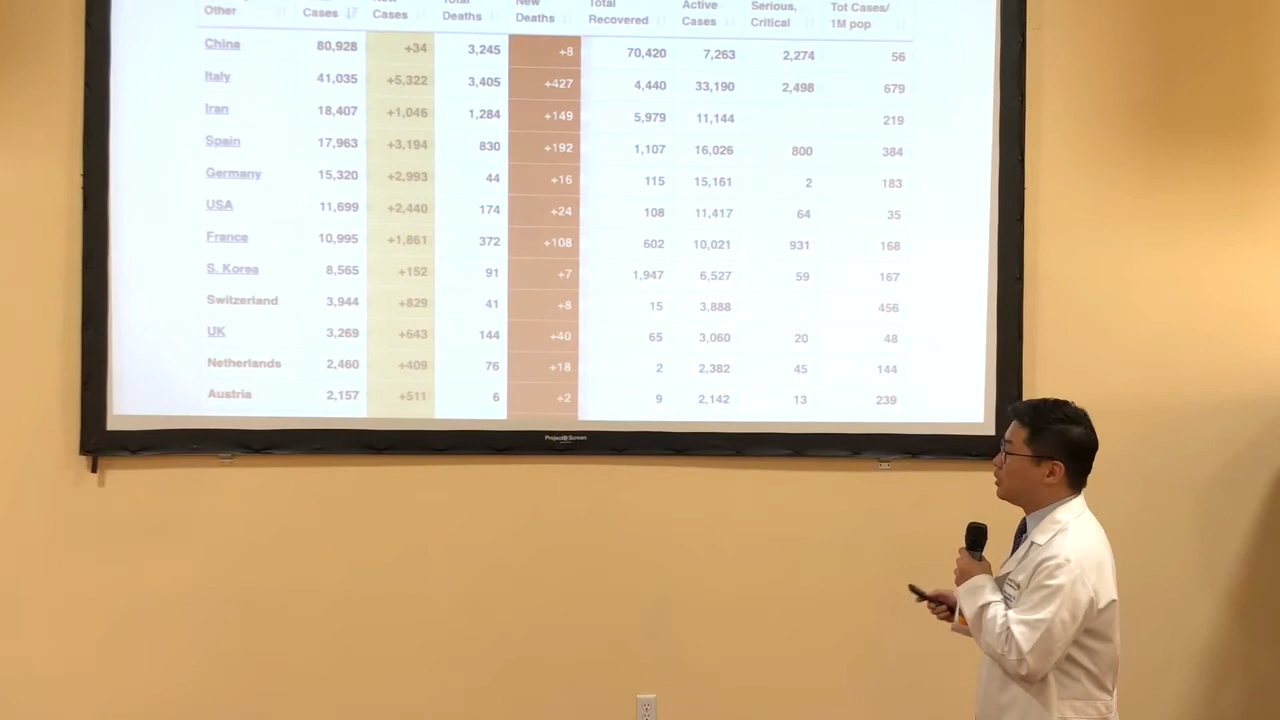 Other Cases Cases Deaths Deaths Recovered Cases Critical 1M pop
Total New Total Active Serious, Tot Cases/
China 80,928 +34 3,245 +8 70,420 7,263 2,274 56
Italy 41,035 +5,322 3,405 +427 4,440 33,190 2,498 679
Iran 18,407 +1,046 1,284 +149 5,979 11,144 219
Spain 17,963 +3,194 830 +192 1,107 16,026 800 384
Germany 15,320 +2,993 44 +16 115 15,161 2 183
USA 11,699 +2,440 174 +24 108 11,417 64 35
France 10,995 +1,861 372 +108 602 10,021 931 168
S. Korea 8,565 +152 91 +7 1,947 6,527 59 167
Switzerland 3,944 +829 41 +8 15 3,888 456
UK 3,269 +643 144 +40 65 3,060 20 48
Netherlands 2,460 +409 76 +18 2 2,382 45 144
Austria 2,157 +511 6 +2 9 2,142 13 239
Project Screen